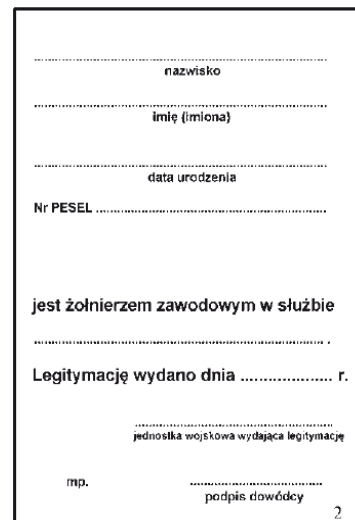 ........................................................
nazwisko
........................................................
imię (imiona)
........................................................
data urodzenia
Nr PESEL ........................................................
jest żołnierzem zawodowym w służbie
........................................................ .
Legitymację wydano dnia .................... r.
........................................................
jednostka wojskowa wydająca legitymację
mp. ............................
podpis dowódcy
2